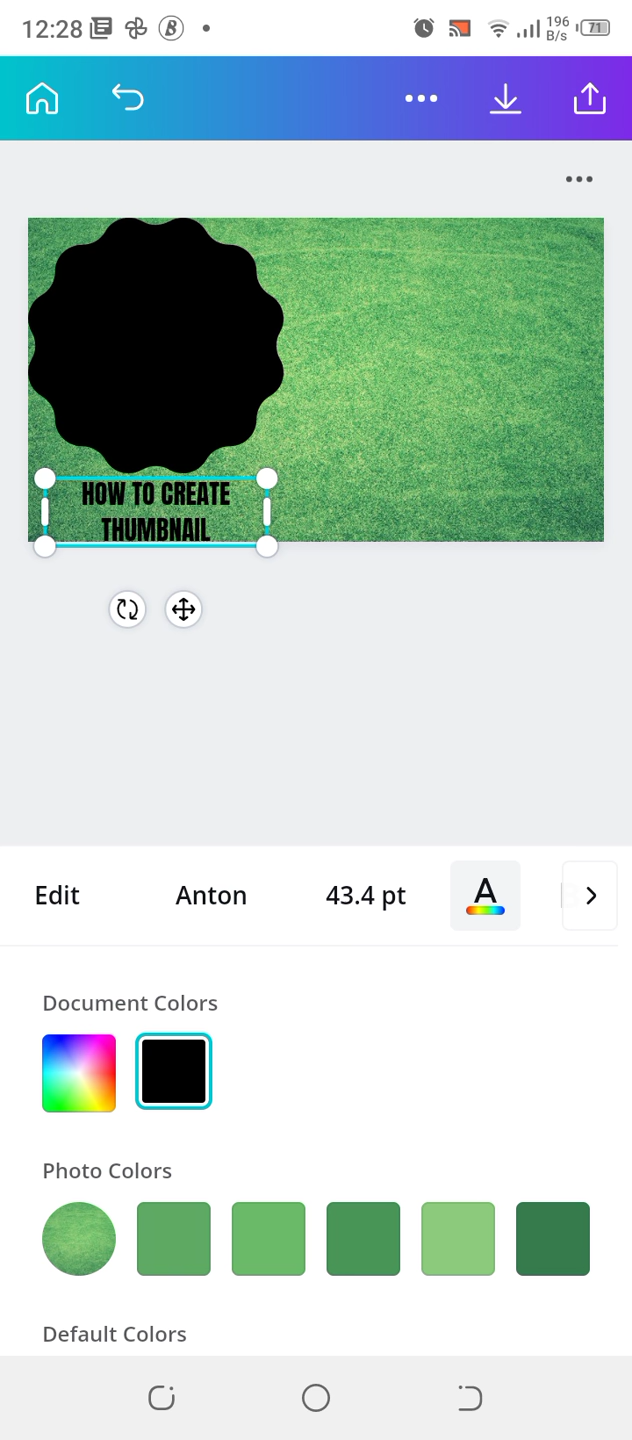 12:28
196
B/s
71
HOW TO CREATE
THUMBNAIL
Edit
Anton
43.4 pt
A
Document Colors
Photo Colors
Default Colors